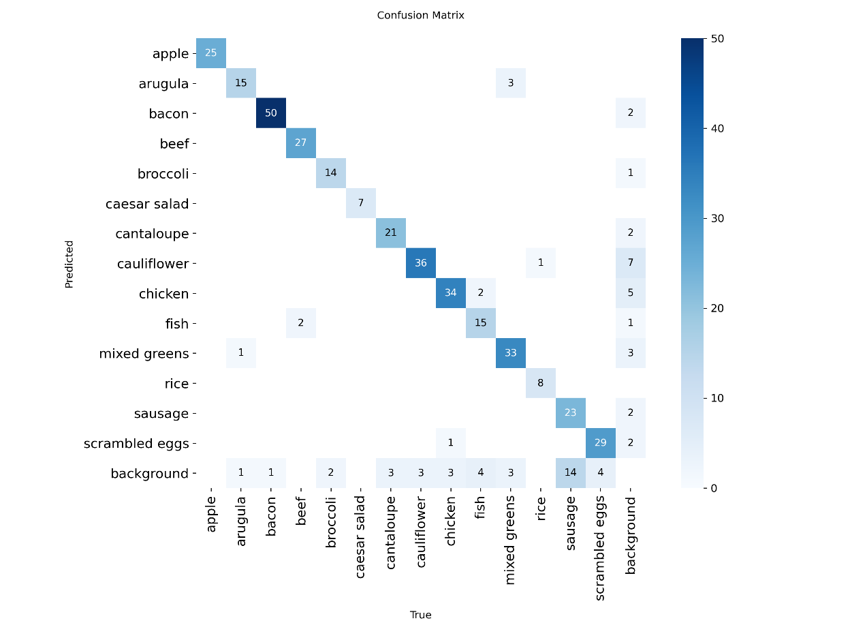 Confusion Matrix
apple 25
arugula 15 3
bacon 50 2
beef 27
broccoli 14 1
caesar salad 7
cantaloupe 21 2
cauliflower 36 1 7
chicken 34 2 5
fish 2 15 1
mixed greens 1 33 3
rice 8
sausage 23 2
scrambled eggs 1 29 2
background 1 1 2 3 3 3 4 3 14 4
Predicted
apple
arugula
bacon
beef
broccoli
caesar salad
cantaloupe
cauliflower
chicken
fish
mixed greens
rice
sausage
scrambled eggs
background
True
50
40
30
20
10
0